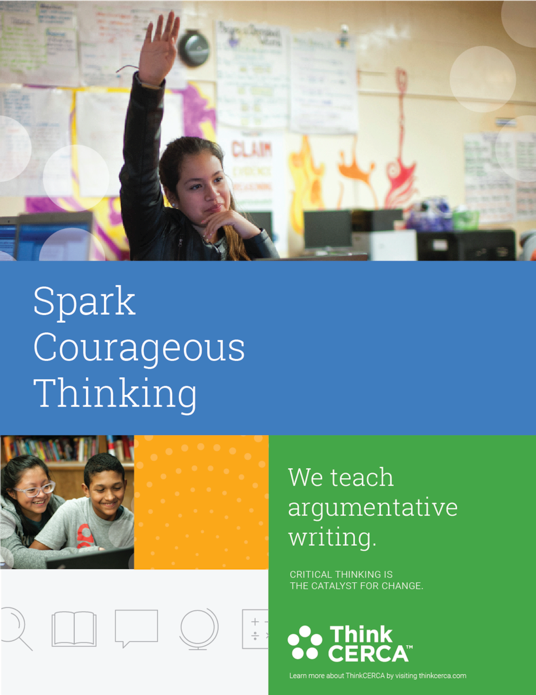 CLAIM
Spark
Courageous
Thinking
We teach
argumentative
writing.
CRITICAL THINKING IS
THE CATALYST FOR CHANGE.
Think
CERCA™
Learn more about ThinkCERCA by visiting thinkcerca.com